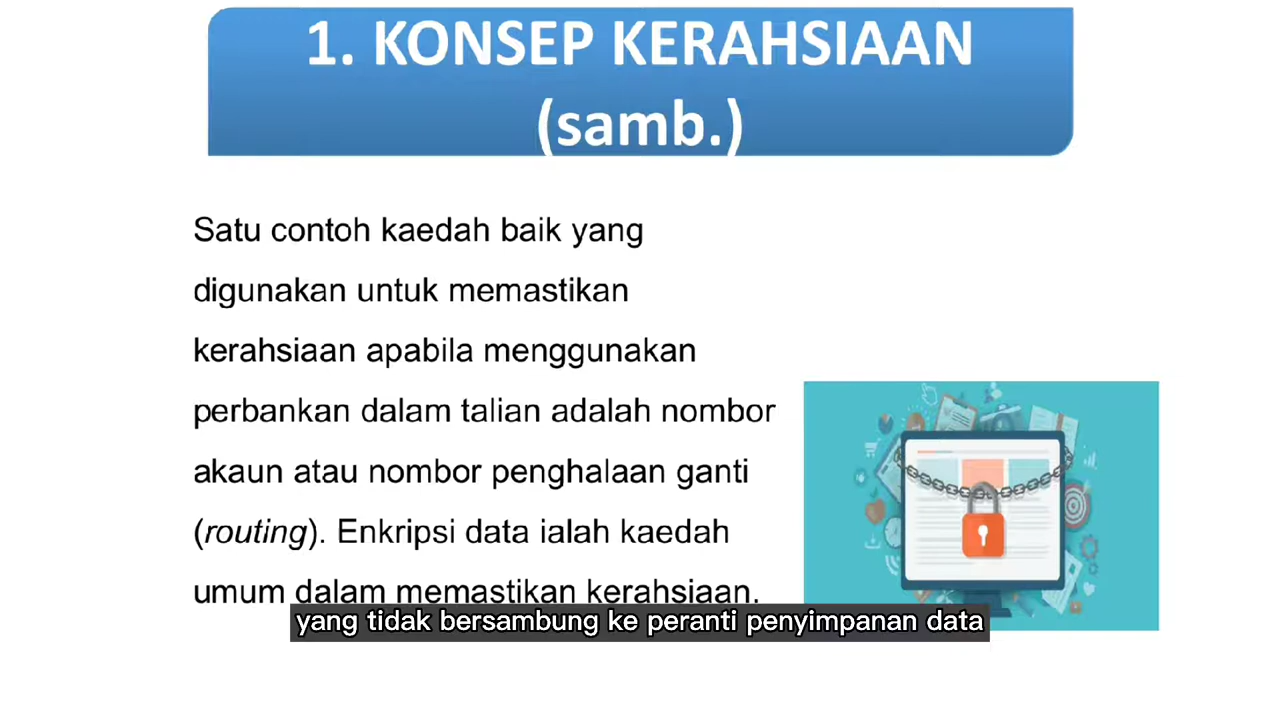 1. KONSEP KERAHSIAAN
(samb.)
Satu contoh kaedah baik yang
digunakan untuk memastikan
kerahsiaan apabila menggunakan
perbankan dalam talian adalah nombor
akaun atau nombor penghalaan ganti
(routing). Enkripsi data ialah kaedah
umum dalam memastikan kerahsiaan.
yang tidak bersambung ke peranti penyimpanan data